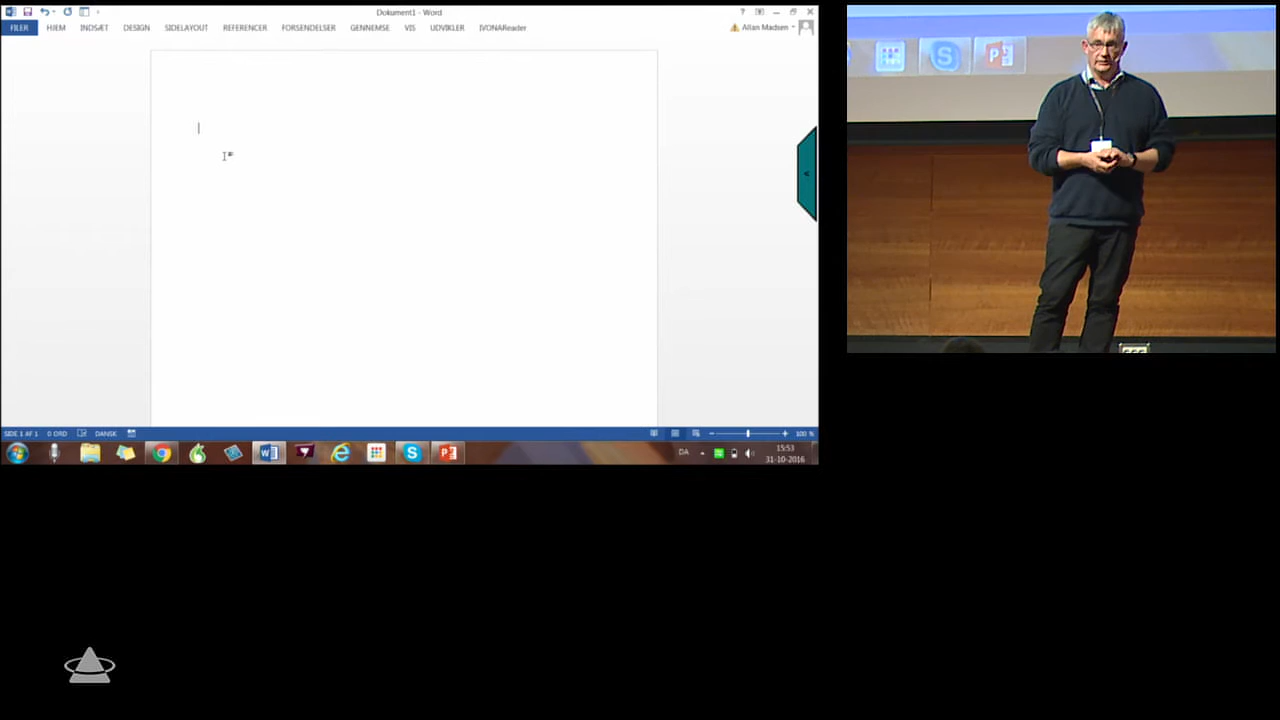 Dokument1 - Word
FILER HJEM INDSÆT DESIGN SIDELAYOUT REFERENCER FORSENDELSER GENNEMSE VIS UDVIKLER IVONAReader
Allan Madsen
SIDE 1 AF 1 0 ORD DANSK 100 %
DA
15:53
31-10-2016